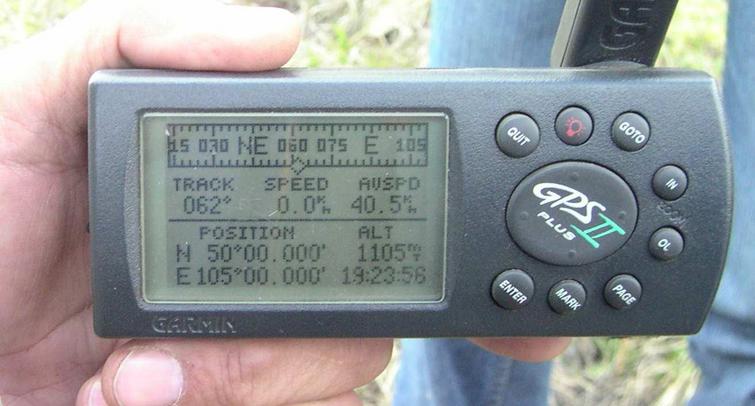 15 030 NE 060 075 E 105
TRACK SPEED AVSPD
062° 0.0 K/h 40.5 K/h
POSITION ALT
N 50°00.000' 1105 m
E 105°00.000' 19:23:56
GARMIN
QUIT
GOTO
IN
ZOOM
GPS II
PLUS
ENTER
MARK
PAGE